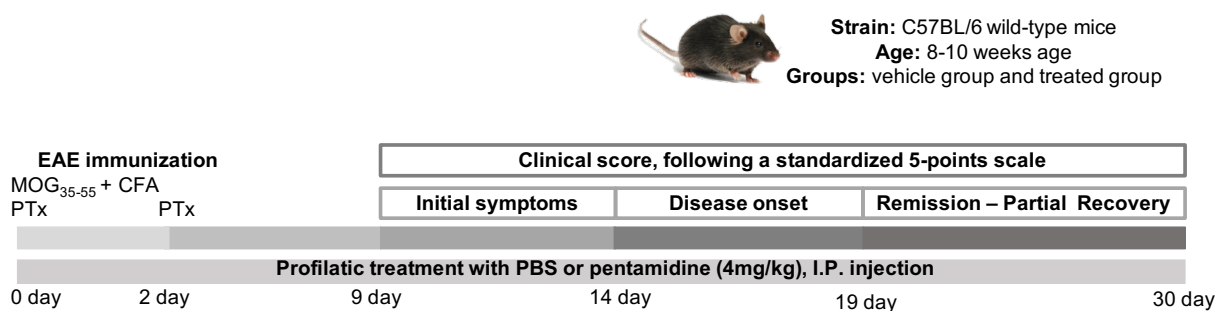 Strain: C57BL/6 wild-type mice
Age: 8-10 weeks age
Groups: vehicle group and treated group
EAE immunization
MOG35-55 + CFA
PTx PTx
Clinical score, following a standardized 5-points scale
Initial symptoms Disease onset Remission – Partial Recovery
Profilatic treatment with PBS or pentamidine (4mg/kg), I.P. injection
0 day 2 day 9 day 14 day 19 day 30 day